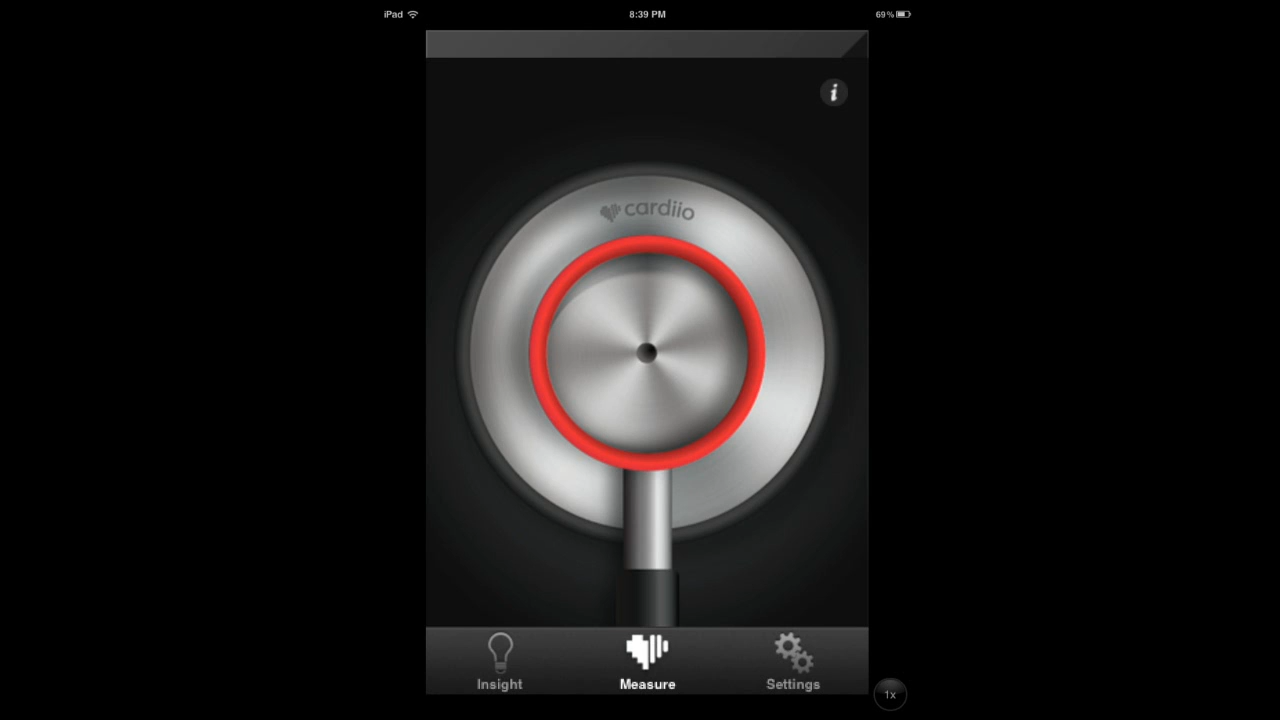 iPad
8:39 PM
69%
i
cardiio
Insight
Measure
Settings
1x